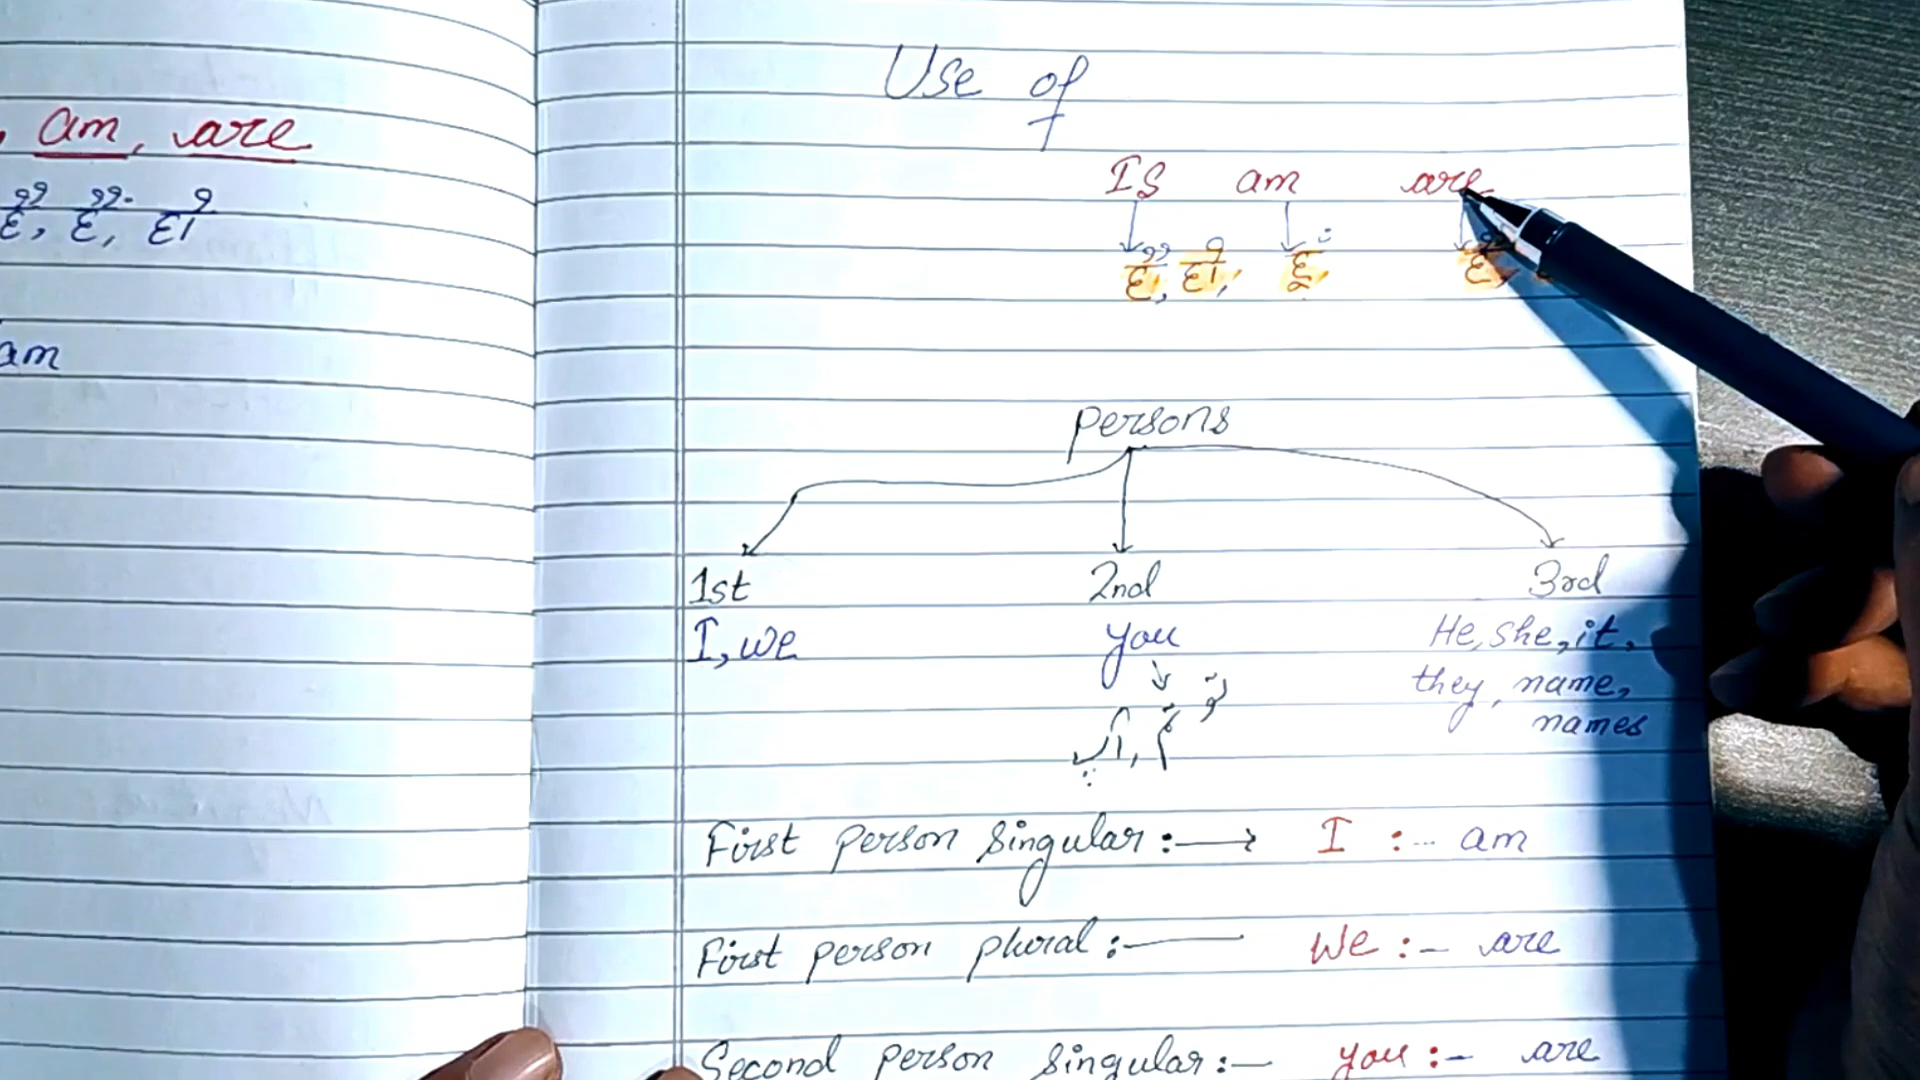 am, are
am
Use of
Is am are
persons
1st 2nd 3rd
I, we you He, she, it,
they, name,
names
آپ, تم, تو
First person singular :→ I :- am
First person plural :— We :- are
Second person singular :— you :- are